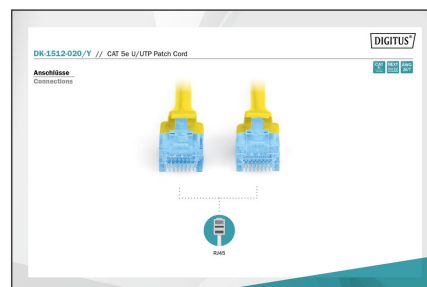 DIGITUS®
DK-1512-020/Y // CAT 5e U/UTP Patch Cord
Anschlüsse
Connections
RJ45